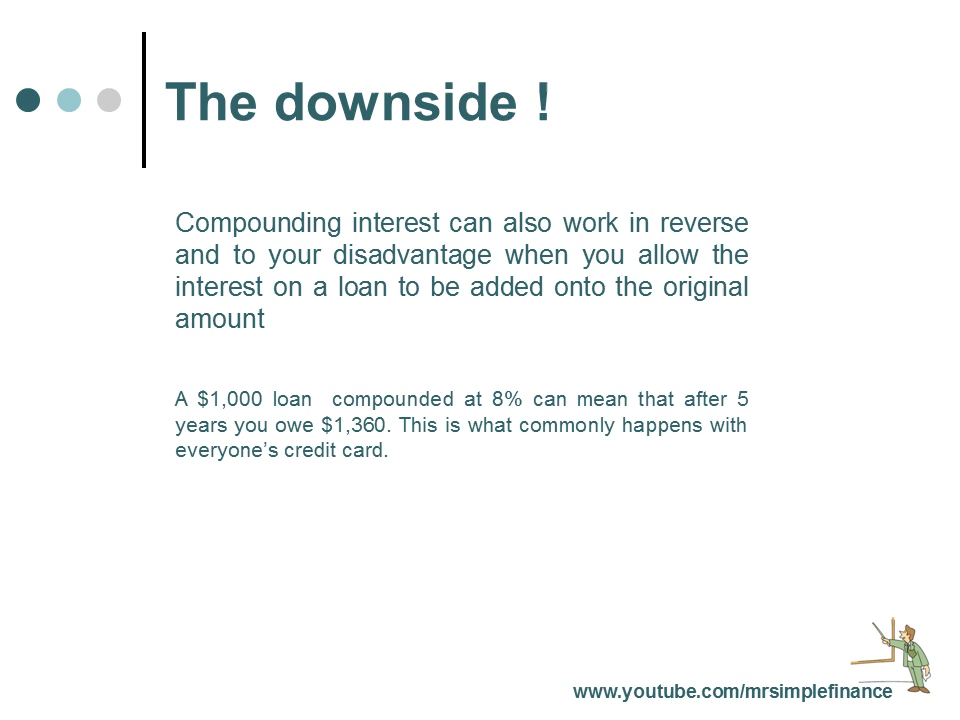 The downside !
Compounding interest can also work in reverse
and to your disadvantage when you allow the
interest on a loan to be added onto the original
amount
A $1,000 loan  compounded at 8% can mean that after 5
years you owe $1,360. This is what commonly happens with
everyone’s credit card.
www.youtube.com/mrsimplefinance